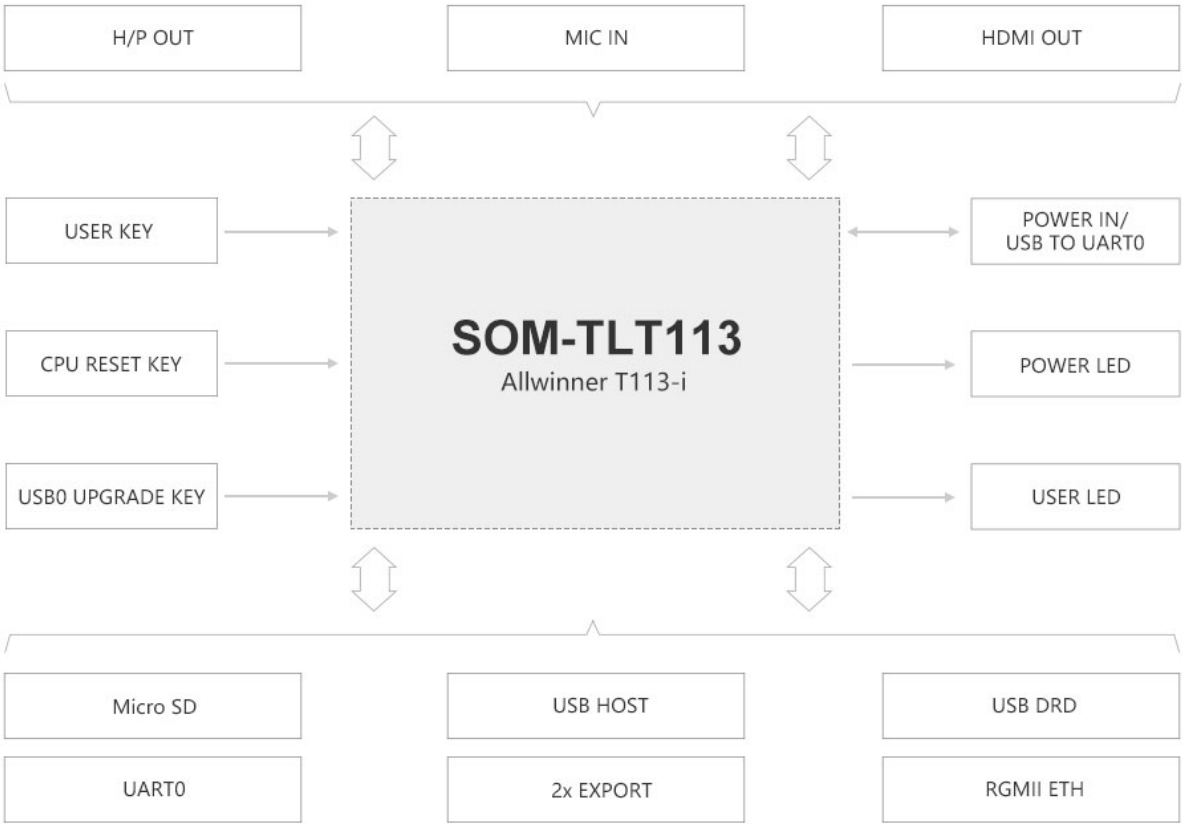 H/P OUT
MIC IN
HDMI OUT
USER KEY
POWER IN/
USB TO UART0
SOM-TLT113
Allwinner T113-i
CPU RESET KEY
POWER LED
USB0 UPGRADE KEY
USER LED
Micro SD
USB HOST
USB DRD
UART0
2x EXPORT
RGMII ETH